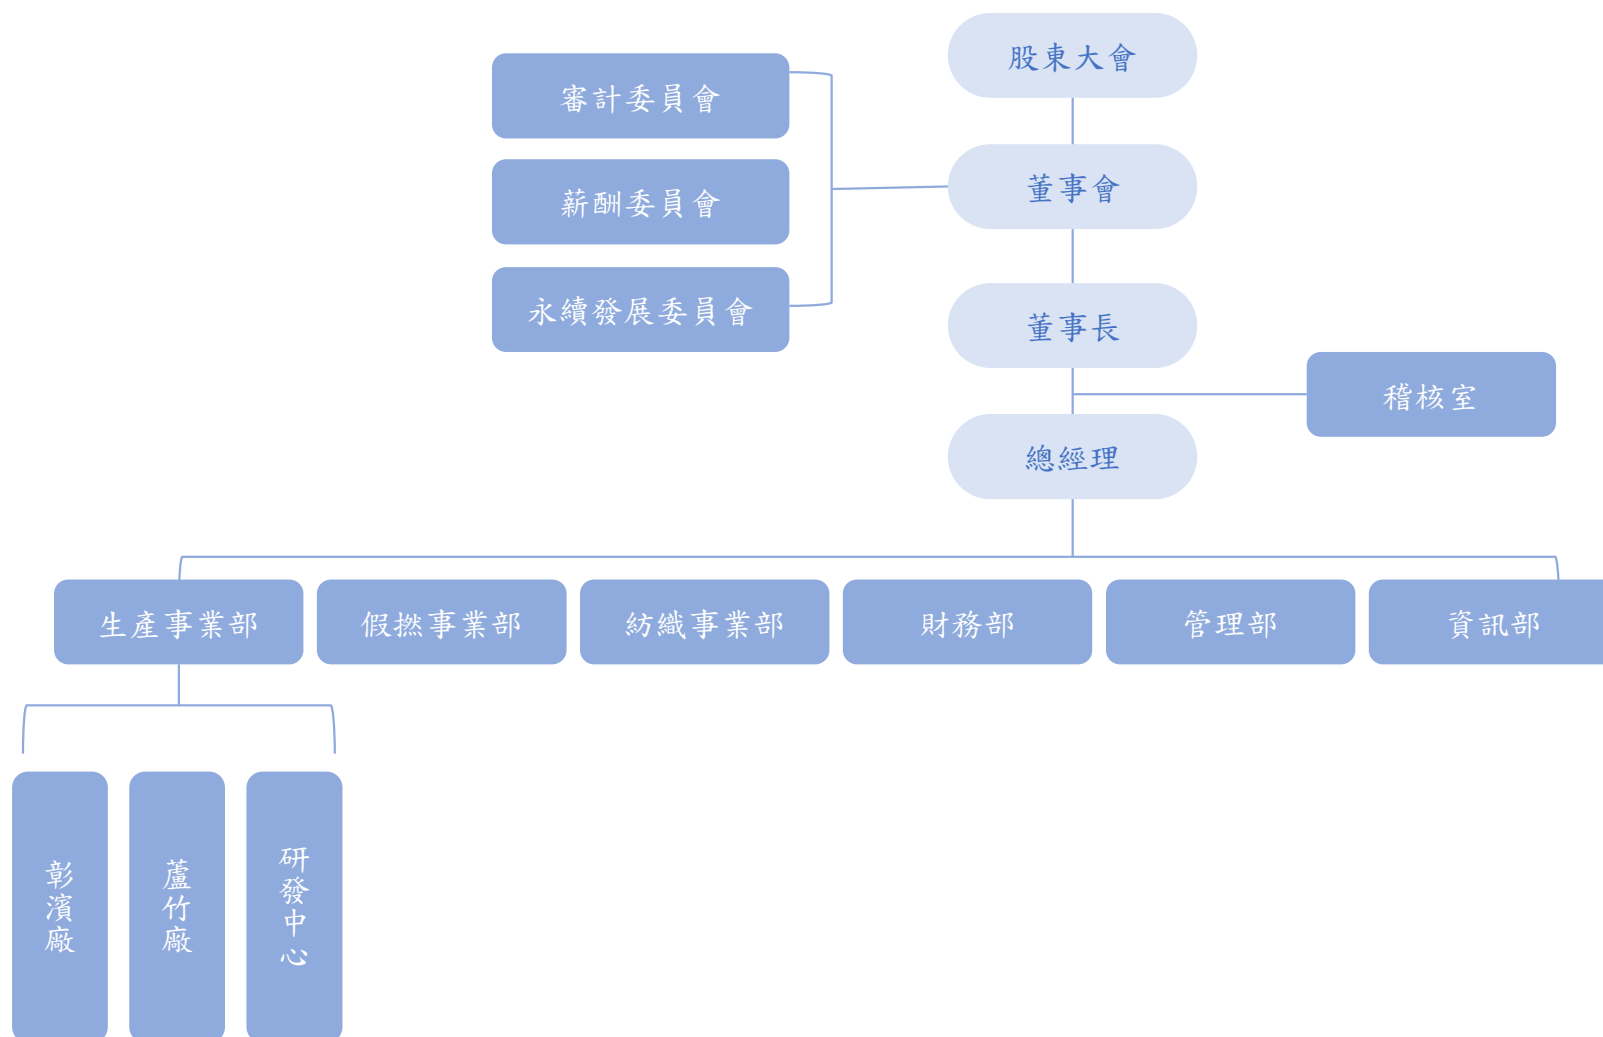 股東大會
審計委員會
董事會
薪酬委員會
永續發展委員會
董事長
稽核室
總經理
生產事業部
假撚事業部
紡織事業部
財務部
管理部
資訊部
彰濱廠
蘆竹廠
研發中心